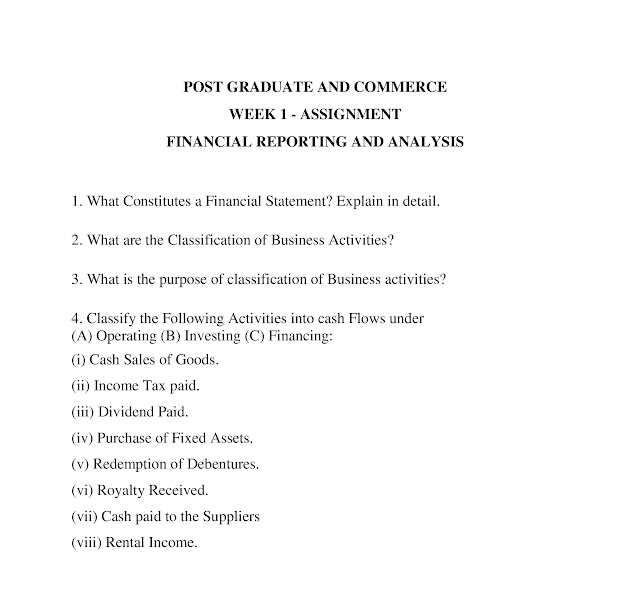 POST GRADUATE AND COMMERCE
WEEK 1 - ASSIGNMENT
FINANCIAL REPORTING AND ANALYSIS
1. What Constitutes a Financial Statement? Explain in detail.
2. What are the Classification of Business Activities?
3. What is the purpose of classification of Business activities?
4. Classify the Following Activities into cash Flows under
(A) Operating (B) Investing (C) Financing:
(i) Cash Sales of Goods.
(ii) Income Tax paid.
(iii) Dividend Paid.
(iv) Purchase of Fixed Assets.
(v) Redemption of Debentures.
(vi) Royalty Received.
(vii) Cash paid to the Suppliers
(viii) Rental Income.